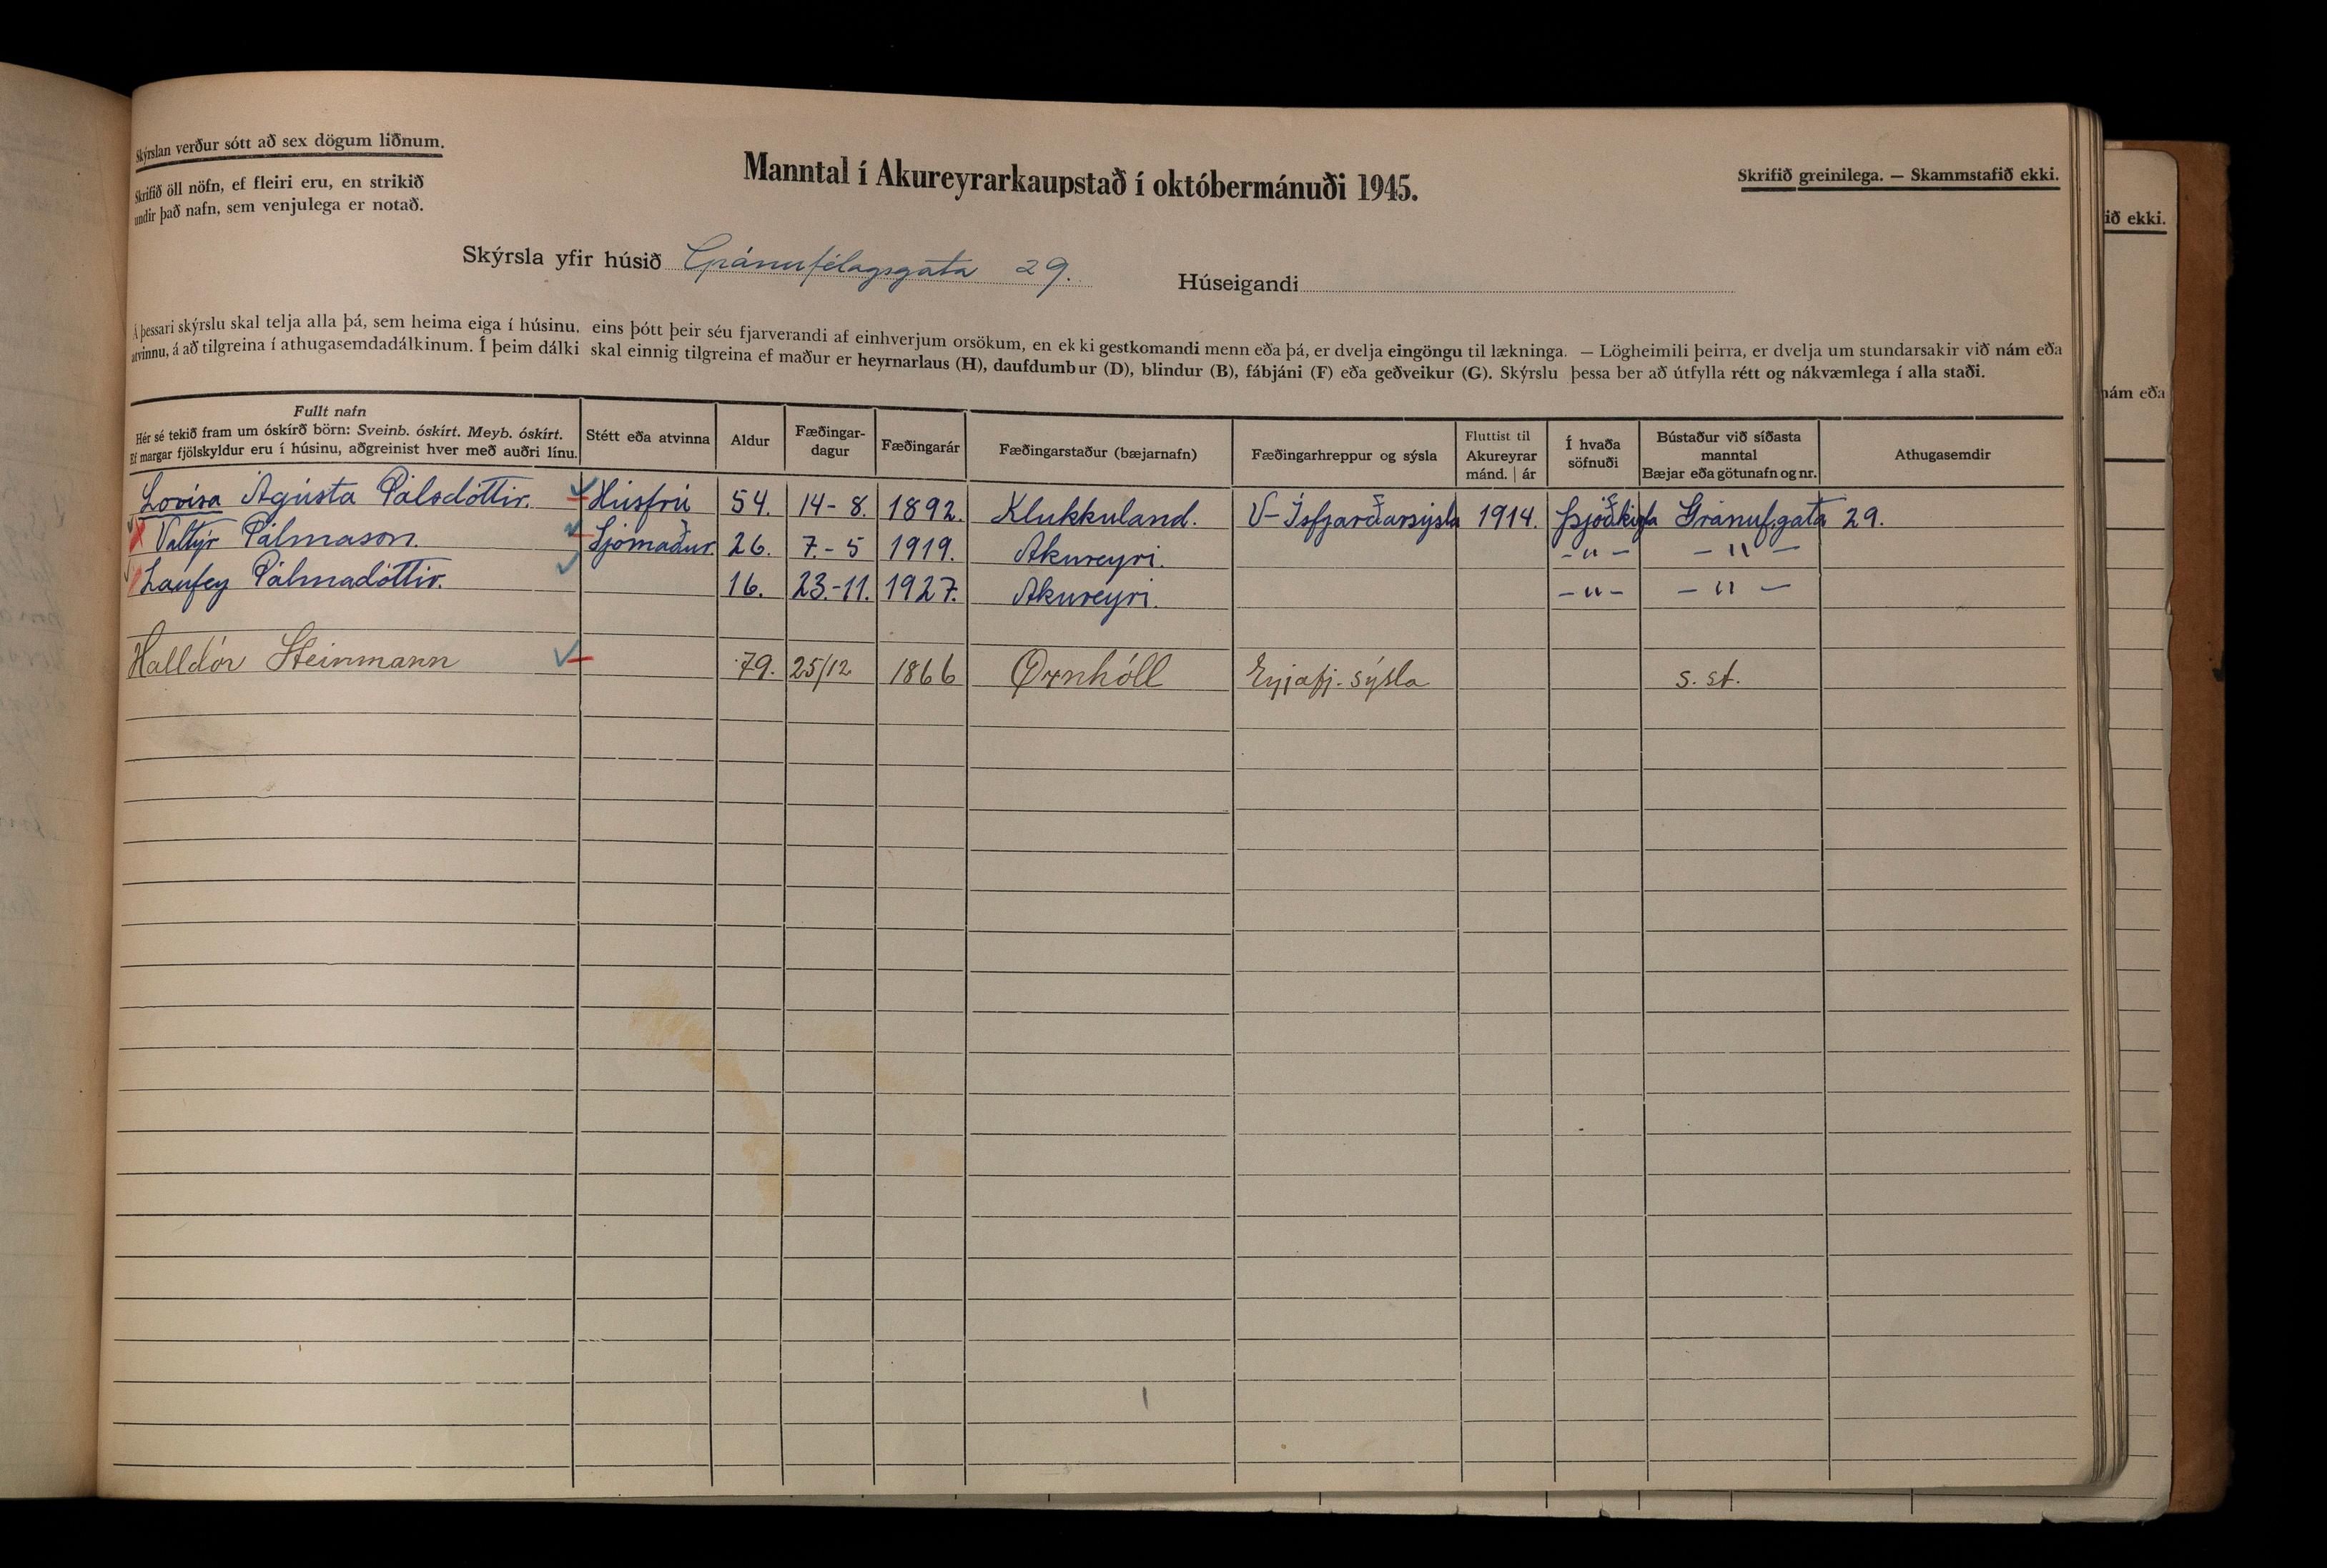 Skýrslan verður sótt að sex dögum liðnum.
Skrifið öll nöfn, ef fleiri eru, en strikið
undir það nafn, sem venjulega er notað.
Manntal í Akureyrarkaupstað í októbermánuði 1945.
Skrifið greinilega. — Skammstafið ekki.
ið ekki.
Skýrsla yfir húsið Gránufélagsgata 29. Húseigandi
Á þessari skýrslu skal telja alla þá, sem heima eiga í húsinu, eins þótt þeir séu fjarverandi af einhverjum orsökum, en ekki gestkomandi menn eða þá, er dvelja eingöngu til lækninga. — Lögheimili þeirra, er dvelja um stundarsakir við nám eða
atvinnu, á að tilgreina í athugasemdadálkinum. Í þeim dálki skal einnig tilgreina ef maður er heyrnarlaus (H), daufdumbur (D), blindur (B), fábjáni (F) eða geðveikur (G). Skýrslu þessa ber að útfylla rétt og nákvæmlega í alla staði.
nám eða
Fullt nafn
Hér sé tekið fram um óskírð börn: Sveinb. óskírt. Meyb. óskírt.
Ef margar fjölskyldur eru í húsinu, aðgreinist hver með auðri línu.
Stétt eða atvinna
Aldur
Fæðingar-
dagur
Fæðingarár
Fæðingarstaður (bæjarnafn)
Fæðingarhreppur og sýsla
Fluttist til
Akureyrar
mánd. | ár
Í hvaða
söfnuði
Bústaður við síðasta
manntal
Bæjar eða götunafn og nr.
Athugasemdir
Lovísa Ágústa Pálsdóttir. Húsfrú 54. 14-8. 1892. Klukkuland. V-Ísfjarðarsýsla 1914. Þjóðkirkja Gránuf.gata 29.
Valtýr Pálmason. Sjómaður 26. 7.-5 1919. Akureyri. -"- -"-
Laufey Pálmadóttir. 16. 23.-11. 1927. Akureyri. -"- -"-
Halldór Steinmann 79. 25/12 1866 Örnhóll Eyjafj.sýsla s. st.